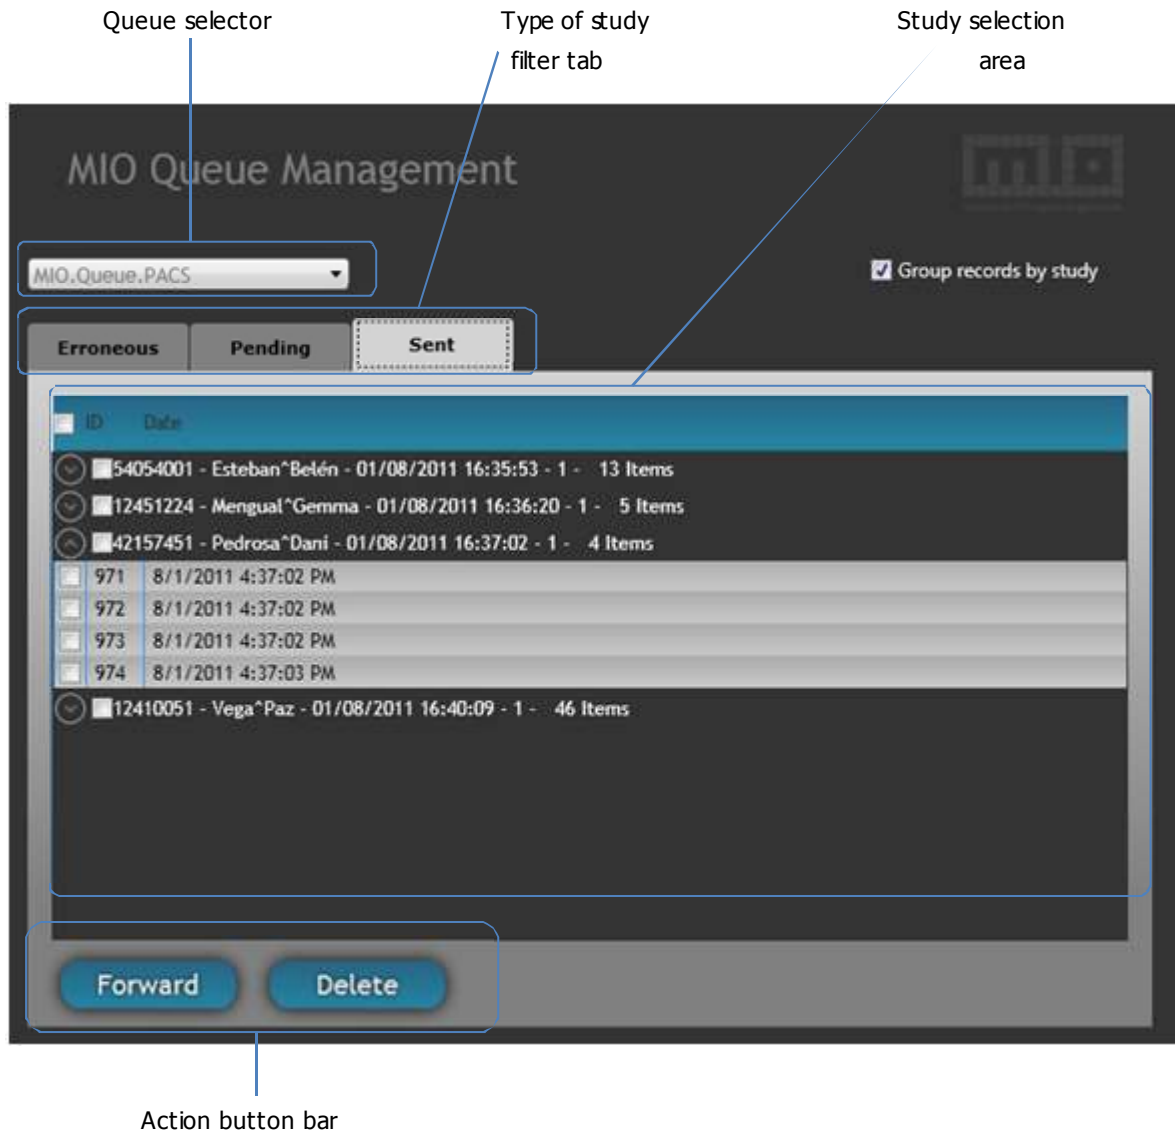 Queue selector
Type of study
filter tab
Study selection
area
MIO Queue Management
mio
MIO.Queue.PACS
Group records by study
Erroneous Pending Sent
ID Date
54054001 - Esteban^Belén - 01/08/2011 16:35:53 - 1 - 13 Items
12451224 - Mengual^Gemma - 01/08/2011 16:36:20 - 1 - 5 Items
42157451 - Pedrosa^Dani - 01/08/2011 16:37:02 - 1 - 4 Items
971 8/1/2011 4:37:02 PM
972 8/1/2011 4:37:02 PM
973 8/1/2011 4:37:02 PM
974 8/1/2011 4:37:03 PM
12410051 - Vega^Paz - 01/08/2011 16:40:09 - 1 - 46 Items
Forward Delete
Action button bar